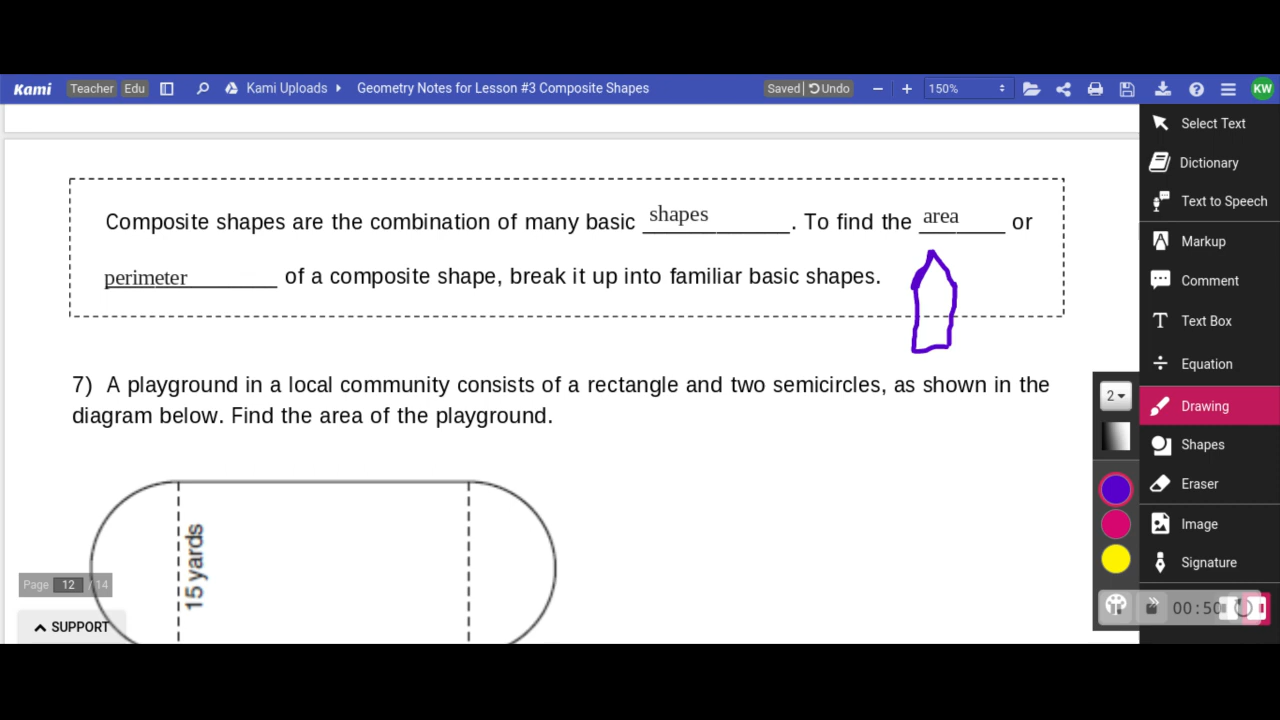 Kami Teacher Edu Kami Uploads Geometry Notes for Lesson #3 Composite Shapes Saved Undo 150% KW
Composite shapes are the combination of many basic shapes. To find the area or
perimeter of a composite shape, break it up into familiar basic shapes.
7) A playground in a local community consists of a rectangle and two semicircles, as shown in the
diagram below. Find the area of the playground.
15 yards
Page 12 / 14
SUPPORT
Select Text
Dictionary
Text to Speech
Markup
Comment
Text Box
Equation
Drawing
Shapes
Eraser
Image
Signature
2
00:50